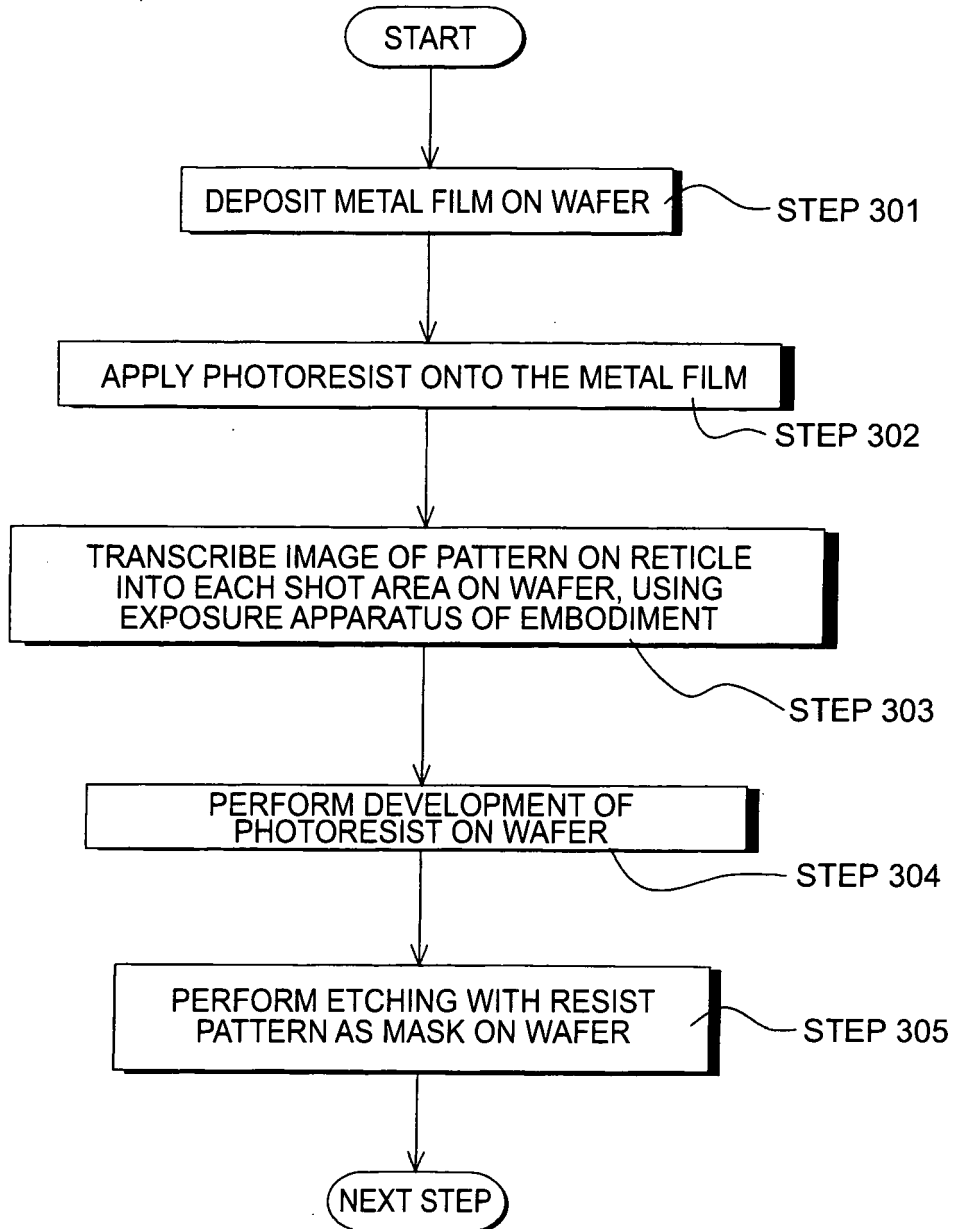 START
DEPOSIT METAL FILM ON WAFER
STEP 301
APPLY PHOTORESIST ONTO THE METAL FILM
STEP 302
TRANSCRIBE IMAGE OF PATTERN ON RETICLE
INTO EACH SHOT AREA ON WAFER, USING
EXPOSURE APPARATUS OF EMBODIMENT
STEP 303
PERFORM DEVELOPMENT OF
PHOTORESIST ON WAFER
STEP 304
PERFORM ETCHING WITH RESIST
PATTERN AS MASK ON WAFER
STEP 305
NEXT STEP